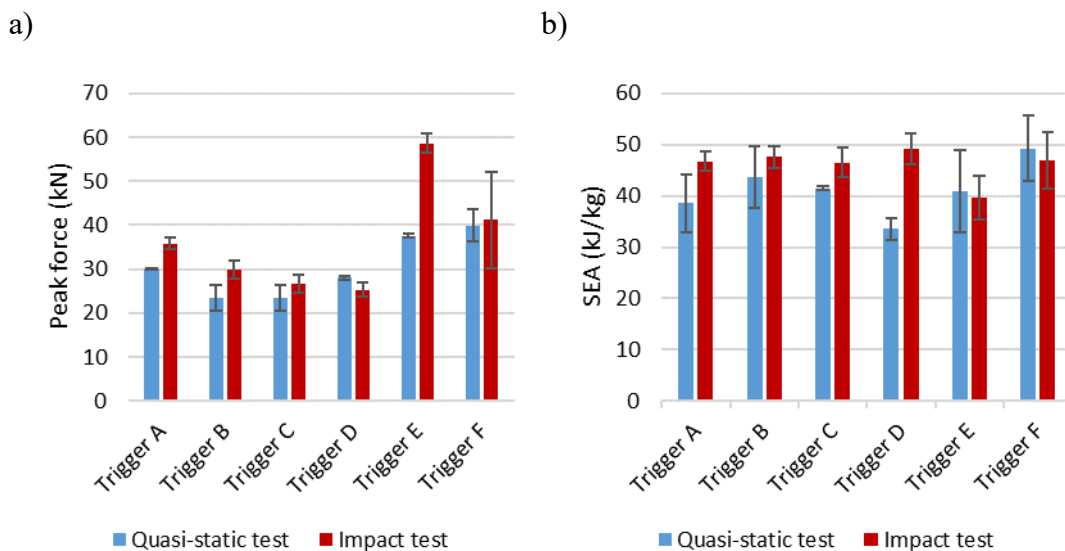 a)
b)
Peak force (kN)
70
60
50
40
30
20
10
0
Trigger A
Trigger B
Trigger C
Trigger D
Trigger E
Trigger F
Quasi-static test
Impact test
SEA (kJ/kg)
60
50
40
30
20
10
0
Trigger A
Trigger B
Trigger C
Trigger D
Trigger E
Trigger F
Quasi-static test
Impact test